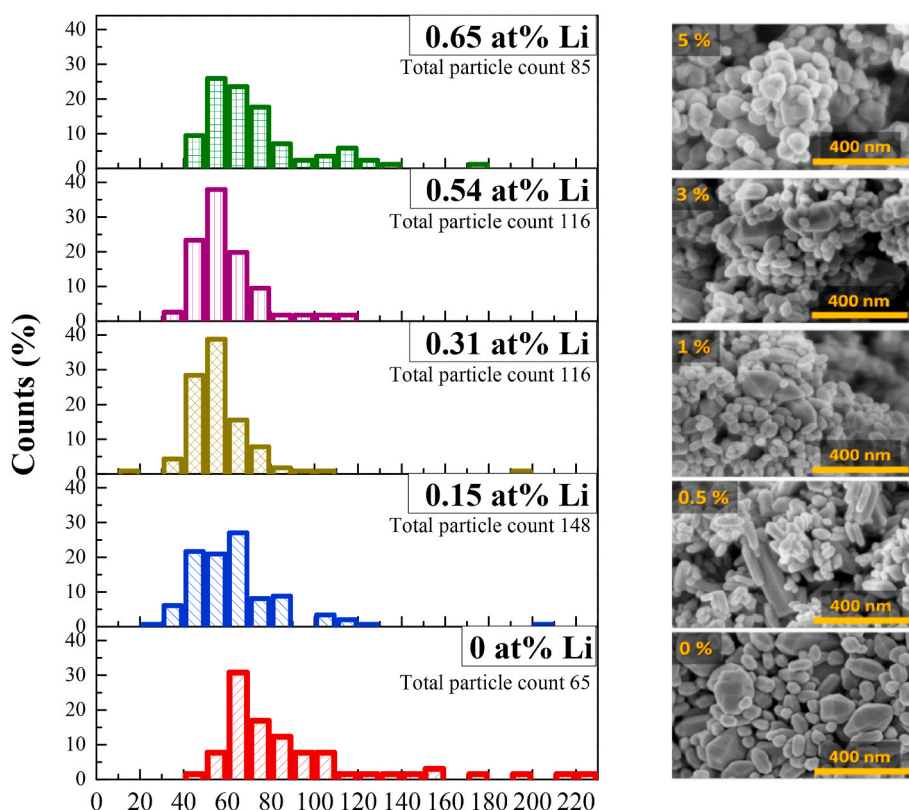 Counts (%)
0.65 at% Li
Total particle count 85
40
30
20
10
0
0.54 at% Li
Total particle count 116
40
30
20
10
0
0.31 at% Li
Total particle count 116
40
30
20
10
0
0.15 at% Li
Total particle count 148
40
30
20
10
0
0 at% Li
Total particle count 65
40
30
20
10
0
0 20 40 60 80 100 120 140 160 180 200 220
5 %
400 nm
3 %
400 nm
1 %
400 nm
0.5 %
400 nm
0 %
400 nm